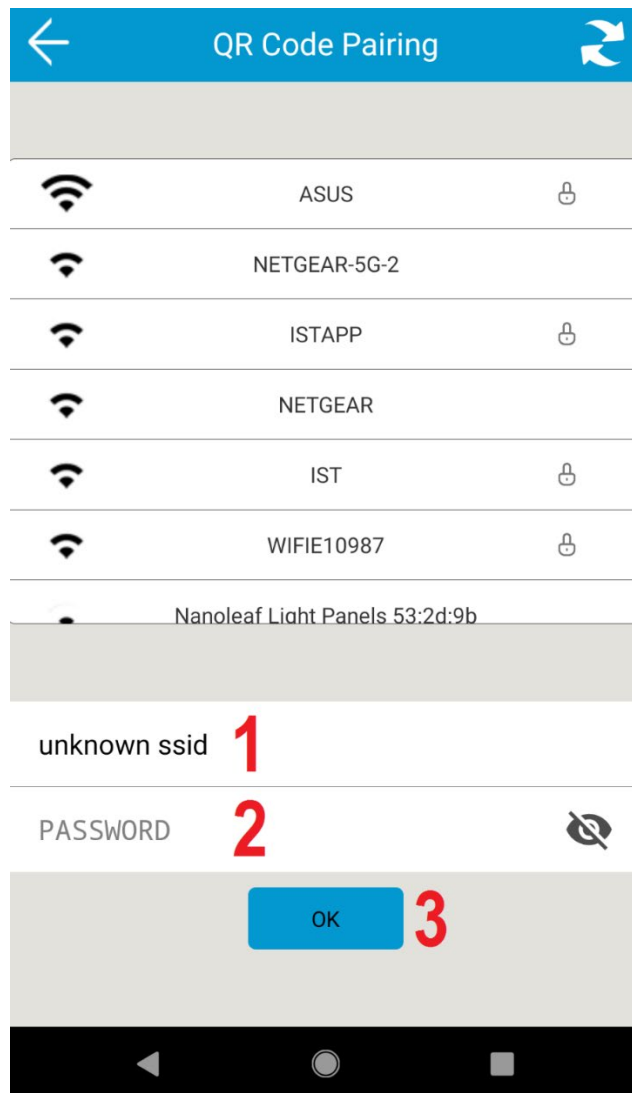 QR Code Pairing
ASUS
NETGEAR-5G-2
ISTAPP
NETGEAR
IST
WIFIE10987
Nanoleaf Light Panels 53:2d:9b
unknown ssid 1
PASSWORD 2
OK 3